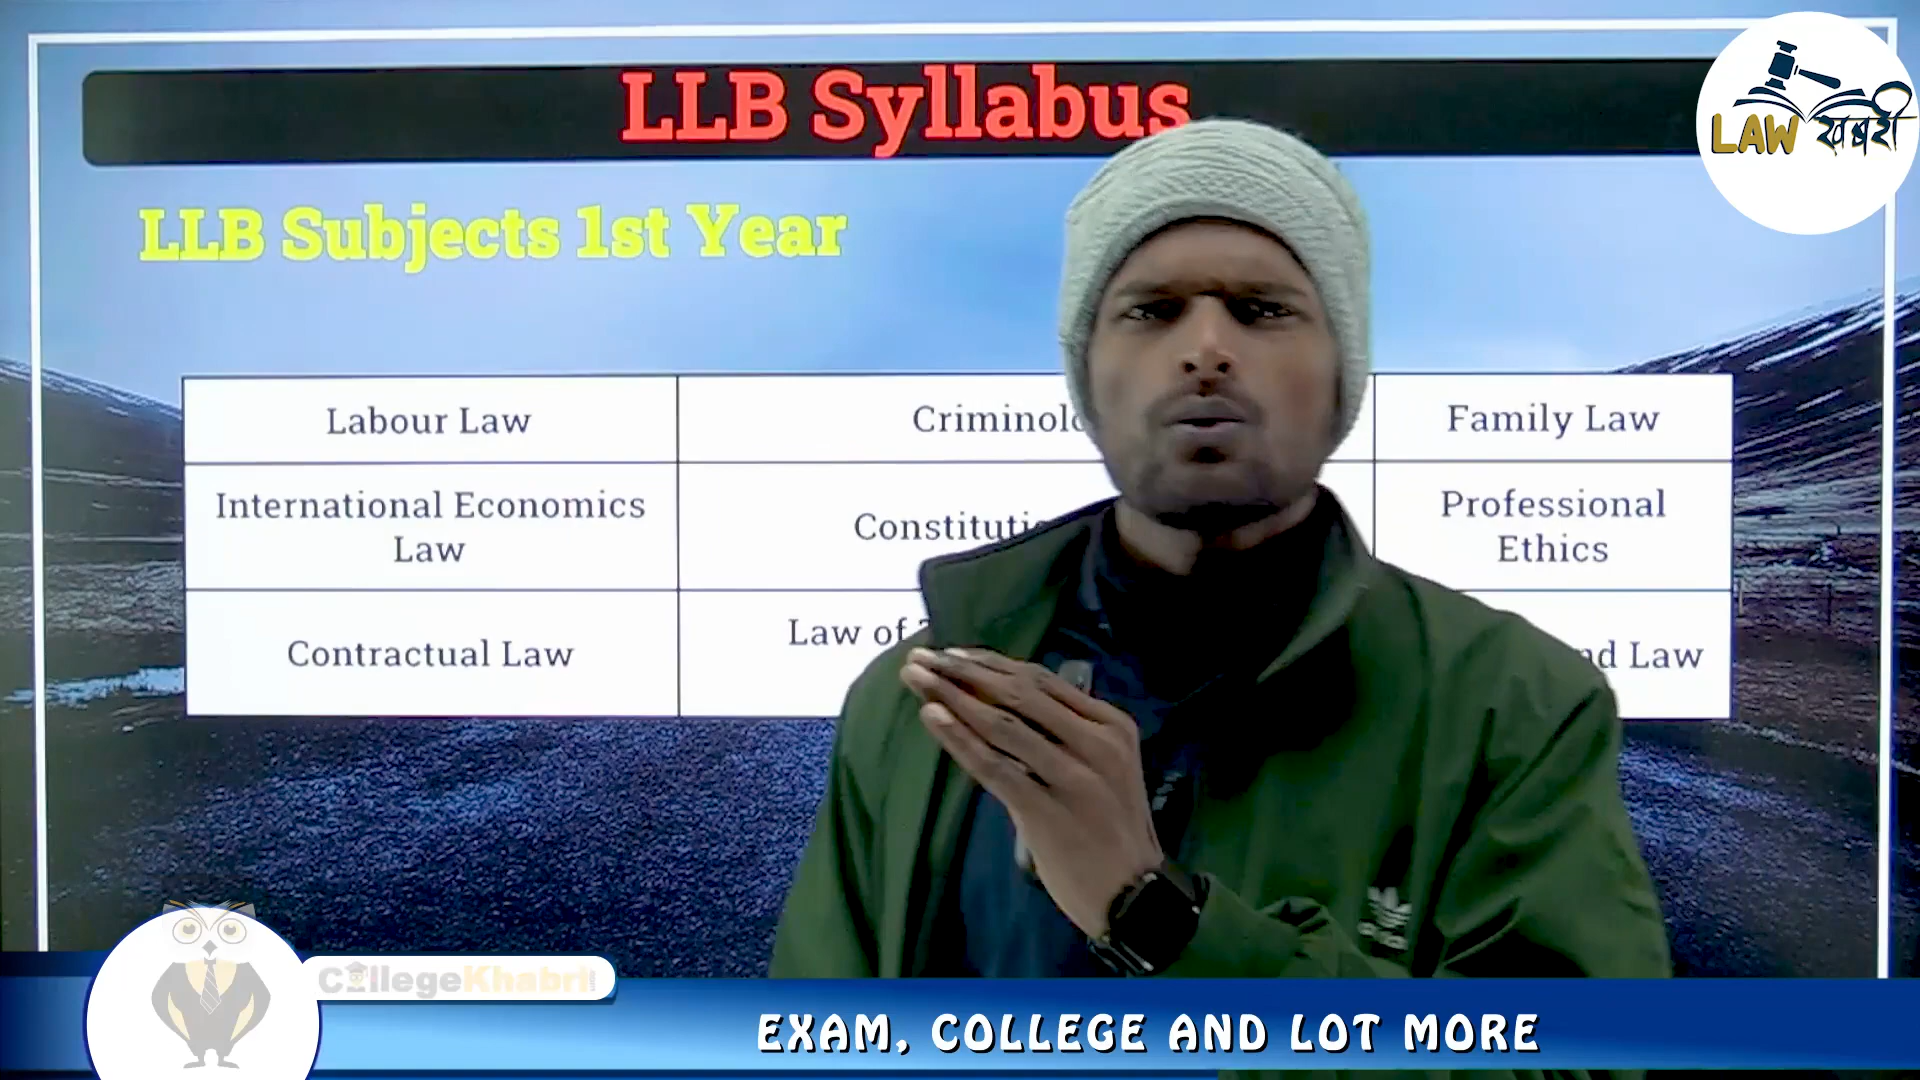 LLB Syllabus
LAW खबरी
LLB Subjects 1st Year
Labour Law
Family Law
International Economics
Law
Professional
Ethics
Contractual Law
Law of
Law
CollegeKhabri
EXAM, COLLEGE AND LOT MORE